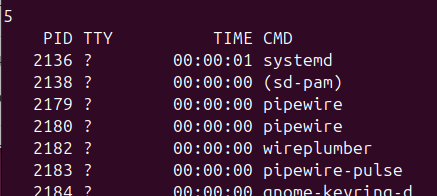 5
PID TTY TIME CMD
2136 ? 00:00:01 systemd
2138 ? 00:00:00 (sd-pam)
2179 ? 00:00:00 pipewire
2180 ? 00:00:00 pipewire
2182 ? 00:00:00 wireplumber
2183 ? 00:00:00 pipewire-pulse
2184 ? 00:00:00 gnome-keyring-d